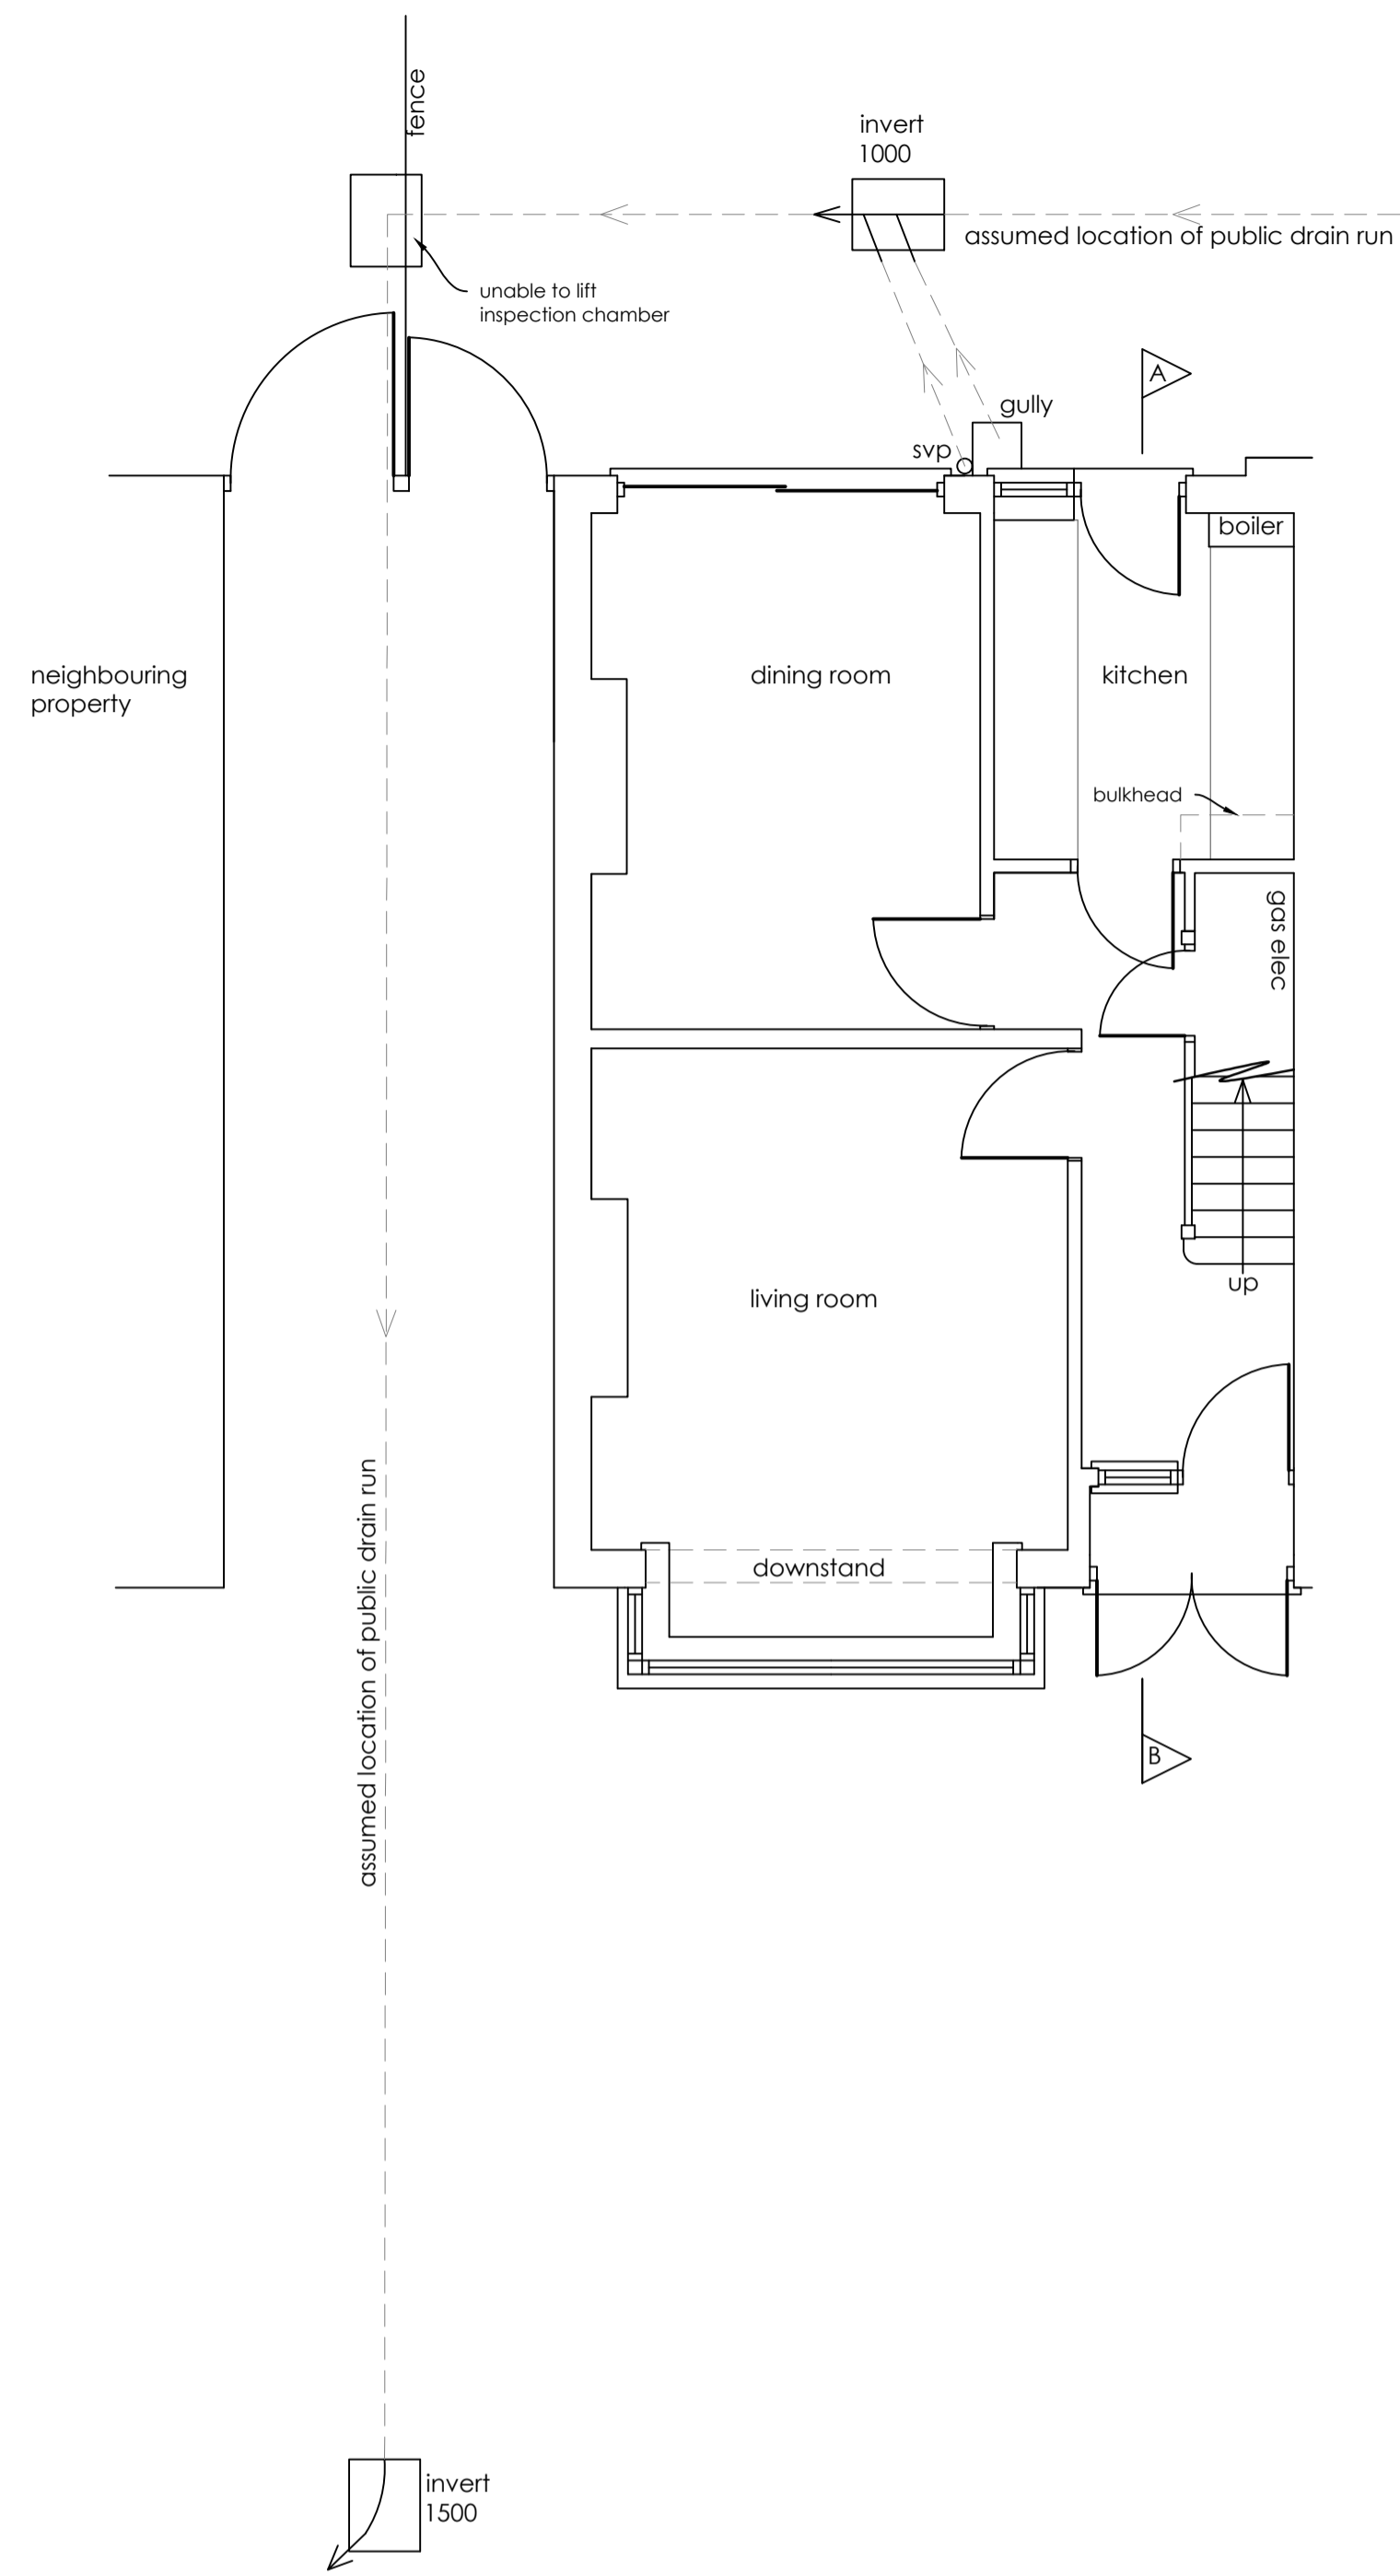 fence
invert
1000
assumed location of public drain run
unable to lift
inspection chamber
A
gully
svp
boiler
neighbouring
property
dining room
kitchen
bulkhead
gas elec
living room
up
downstand
assumed location of public drain run
B
invert
1500